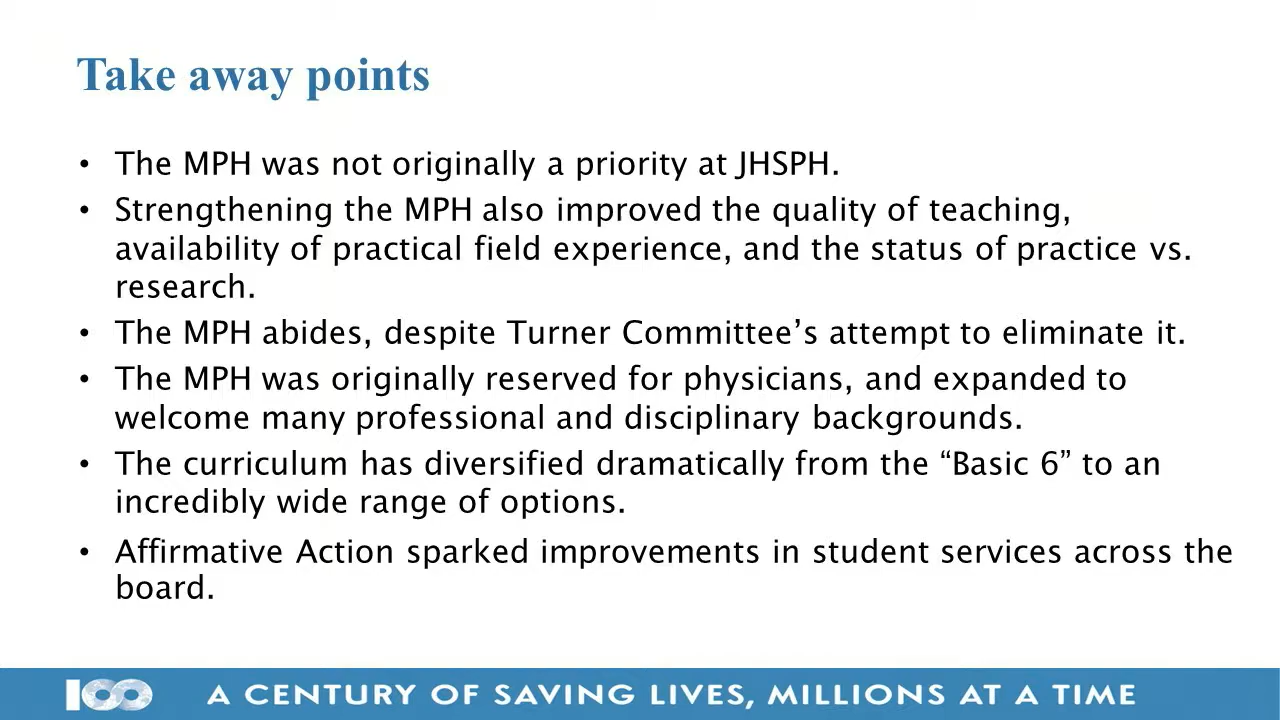 Take away points
• The MPH was not originally a priority at JHSPH.
• Strengthening the MPH also improved the quality of teaching,
availability of practical field experience, and the status of practice vs.
research.
• The MPH abides, despite Turner Committee’s attempt to eliminate it.
• The MPH was originally reserved for physicians, and expanded to
welcome many professional and disciplinary backgrounds.
• The curriculum has diversified dramatically from the “Basic 6” to an
incredibly wide range of options.
• Affirmative Action sparked improvements in student services across the
board.
100 A CENTURY OF SAVING LIVES, MILLIONS AT A TIME